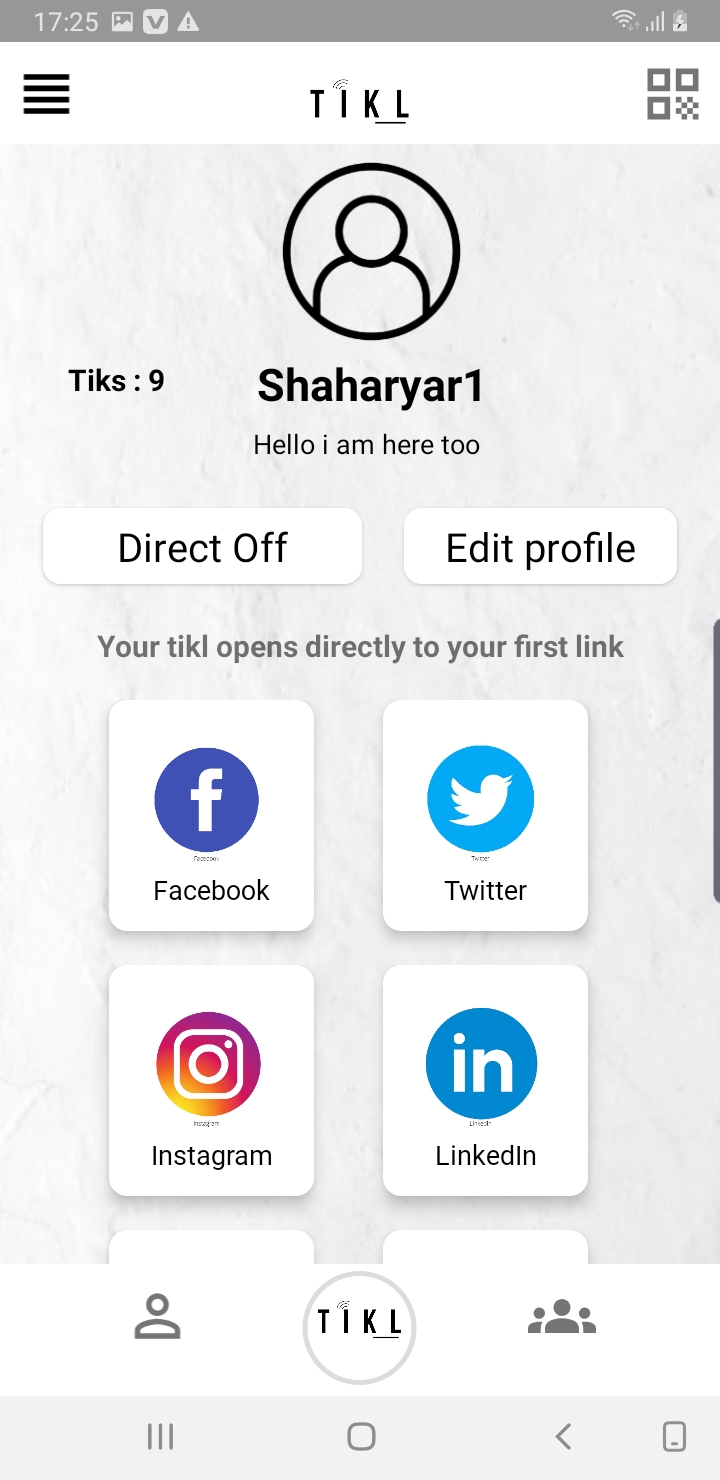 17:25
TIKL
Tiks : 9
Shaharyar1
Hello i am here too
Direct Off
Edit profile
Your tikl opens directly to your first link
Facebook
Facebook
Twitter
Twitter
Instagram
Instagram
LinkedIn
LinkedIn
TIKL